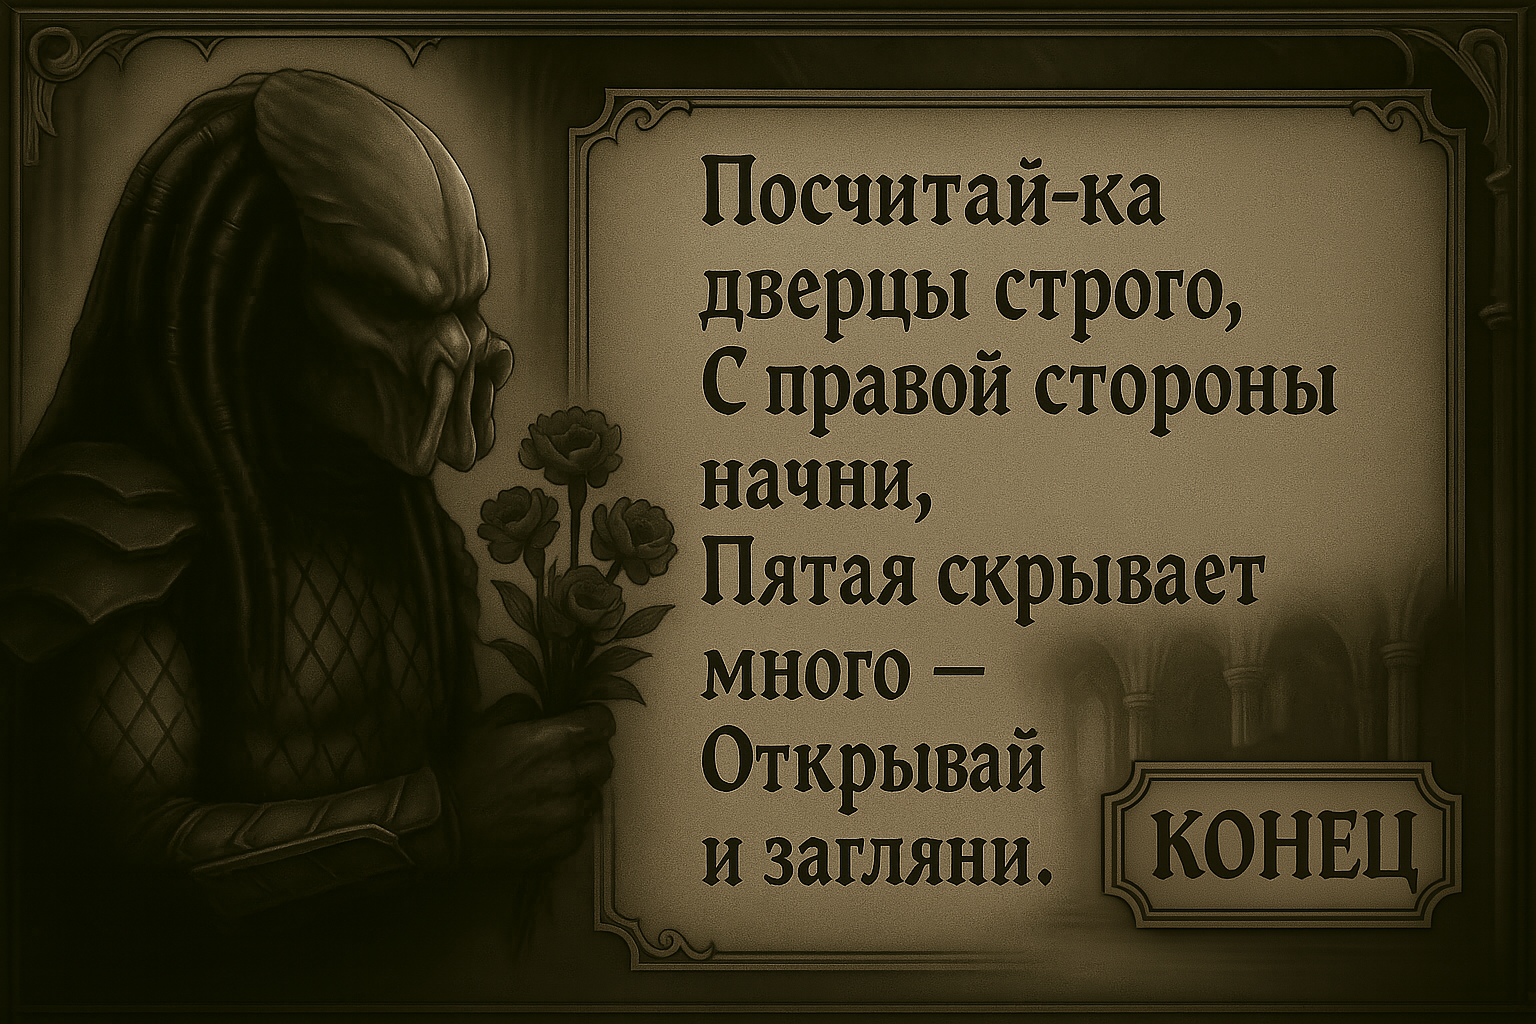 Посчитай-ка
дверцы строго,
С правой стороны
начни,
Пятая скрывает
много –
Открывай
и загляни.
КОНЕЦ